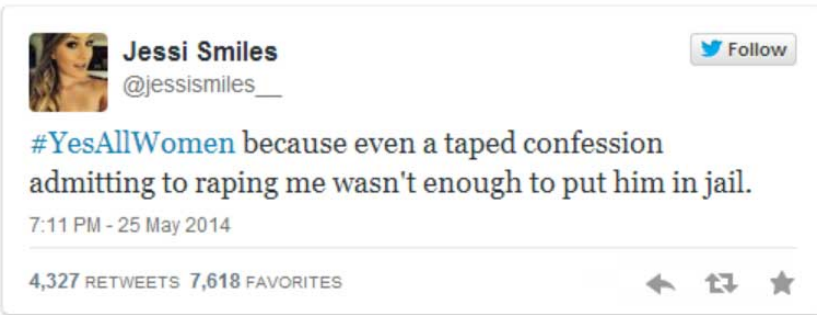 Jessi Smiles
Follow
@jessismiles__
#YesAllWomen because even a taped confession
admitting to raping me wasn't enough to put him in jail.
7:11 PM - 25 May 2014
4,327 RETWEETS 7,618 FAVORITES